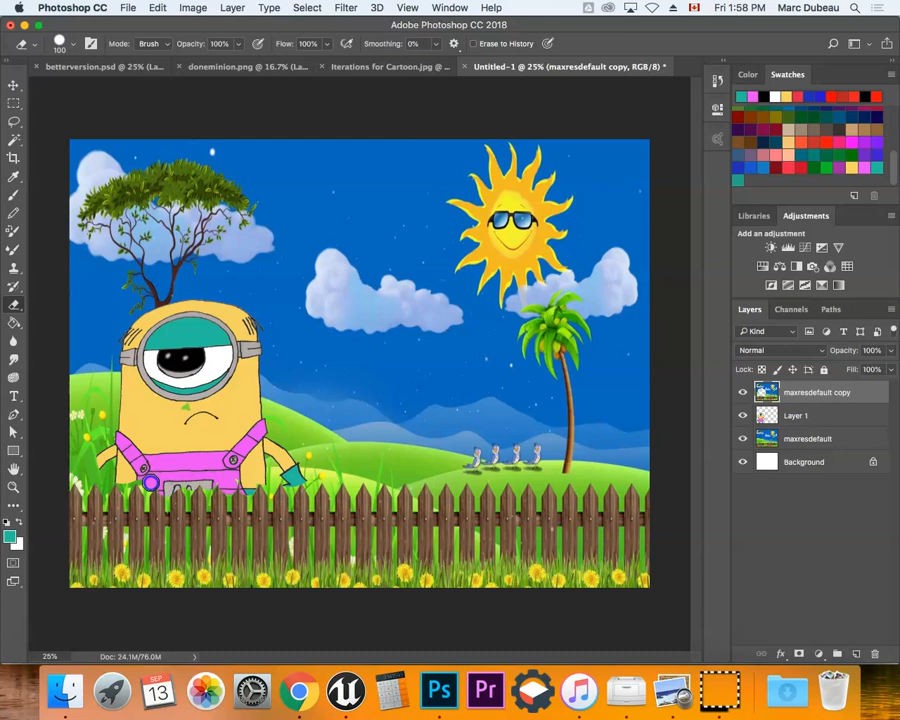 Photoshop CC File Edit Image Layer Type Select Filter 3D View Window Help Fri 1:58 PM Marc Dubeau
Adobe Photoshop CC 2018
100 Mode: Brush Opacity: 100% Flow: 100% Smoothing: 0% Erase to History
betterversion.psd @ 25% (La... doneminion.png @ 16.7% (La... Iterations for Cartoon.jpg @ ... Untitled-1 @ 25% (maxresdefault copy, RGB/8) *
Color Swatches
Libraries Adjustments
Add an adjustment
Layers Channels Paths
Kind
Normal Opacity: 100%
Lock: Fill: 100%
maxresdefault copy
Layer 1
maxresdefault
Background
25% Doc: 24.1M/76.0M
SEP
13
Ps Pr